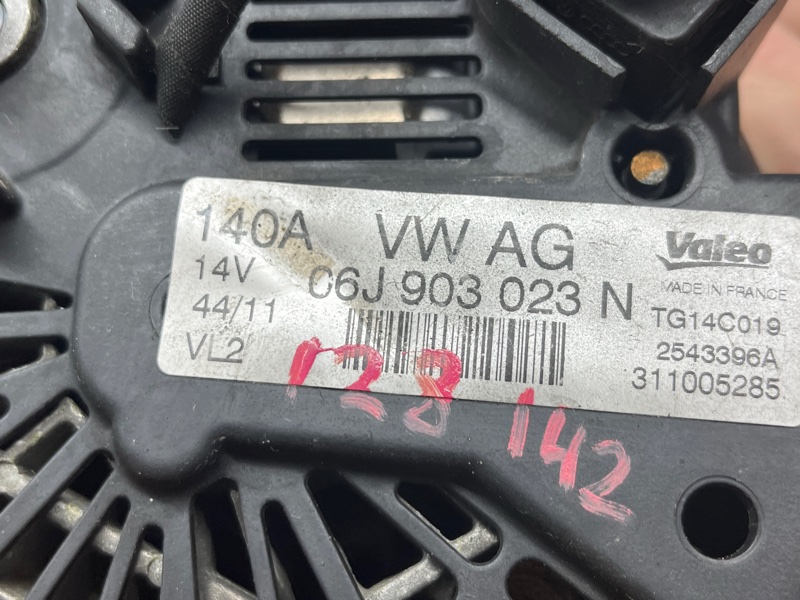 140A VW AG Valeo
14V 06J 903 023 N MADE IN FRANCE
44/11 TG14C019
VL2 2543396A
311005285
123 142